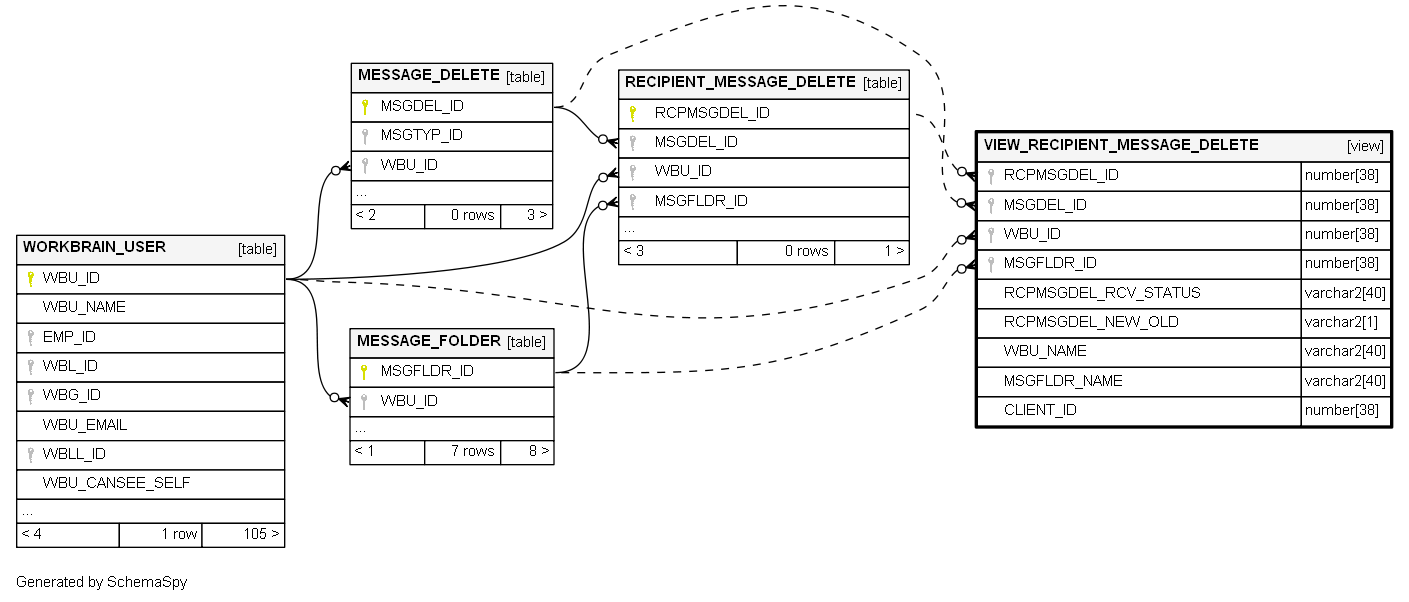 MESSAGE_DELETE [table]
MSGDEL_ID
MSGTYP_ID
WBU_ID
...
< 2 0 rows 3 >
RECIPIENT_MESSAGE_DELETE [table]
RCPMSGDEL_ID
MSGDEL_ID
WBU_ID
MSGFLDR_ID
...
< 3 0 rows 1 >
VIEW_RECIPIENT_MESSAGE_DELETE [view]
RCPMSGDEL_ID number[38]
MSGDEL_ID number[38]
WBU_ID number[38]
MSGFLDR_ID number[38]
RCPMSGDEL_RCV_STATUS varchar2[40]
RCPMSGDEL_NEW_OLD varchar2[1]
WBU_NAME varchar2[40]
MSGFLDR_NAME varchar2[40]
CLIENT_ID number[38]
WORKBRAIN_USER [table]
WBU_ID
WBU_NAME
EMP_ID
WBL_ID
WBG_ID
WBU_EMAIL
WBLL_ID
WBU_CANSEE_SELF
...
< 4 1 row 105 >
MESSAGE_FOLDER [table]
MSGFLDR_ID
WBU_ID
...
< 1 7 rows 8 >
Generated by SchemaSpy